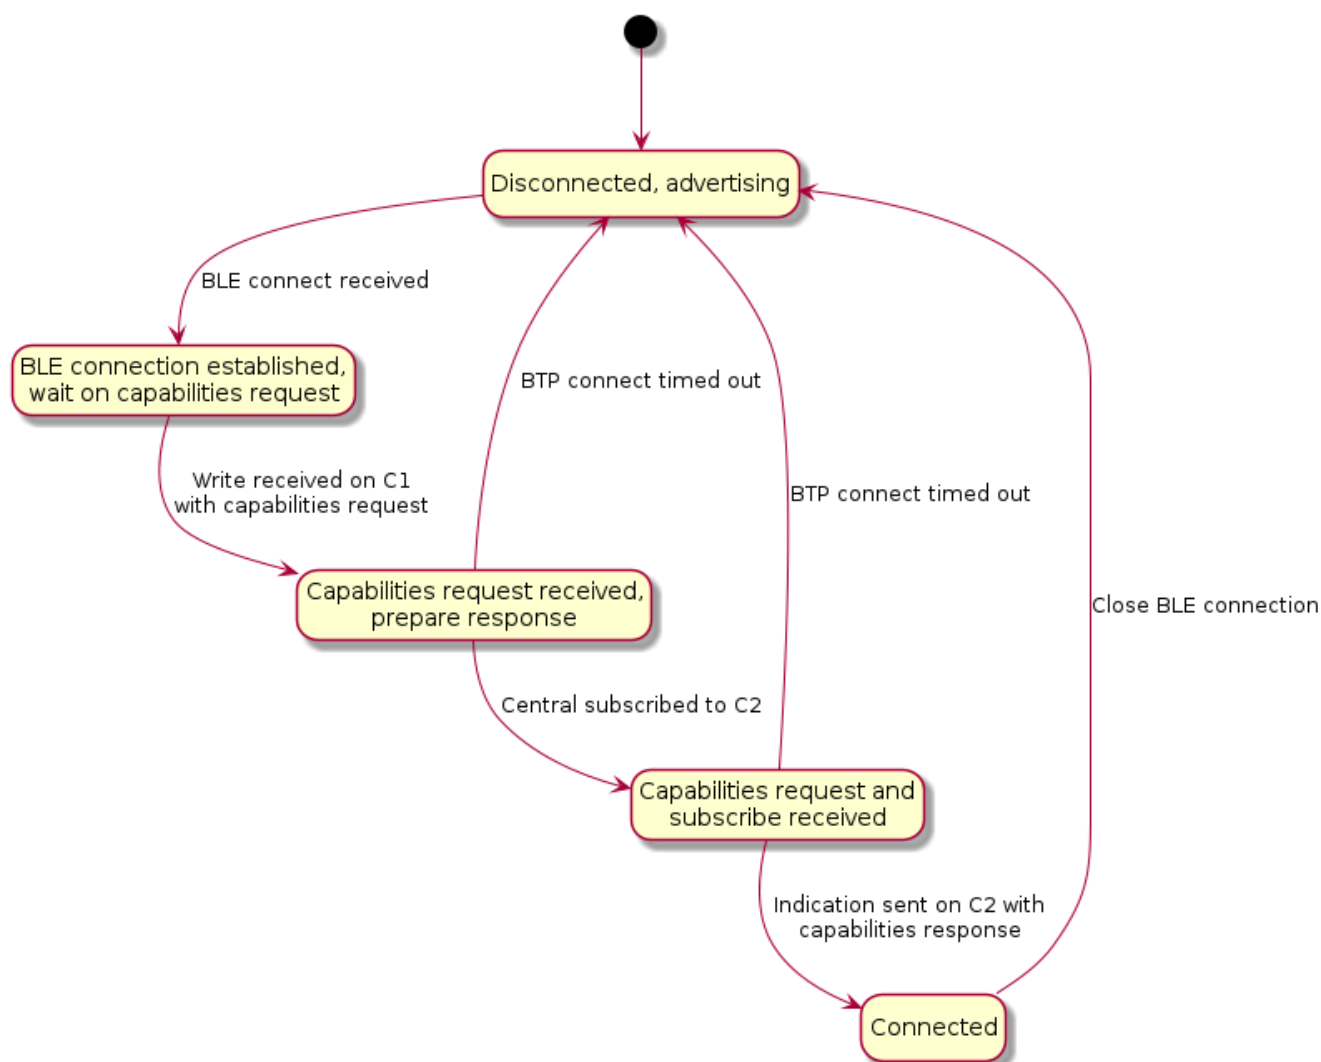 Disconnected, advertising
BLE connect received
BLE connection established,
wait on capabilities request
BTP connect timed out
Write received on C1
with capabilities request
BTP connect timed out
Capabilities request received,
prepare response
Close BLE connection
Central subscribed to C2
Capabilities request and
subscribe received
Indication sent on C2 with
capabilities response
Connected